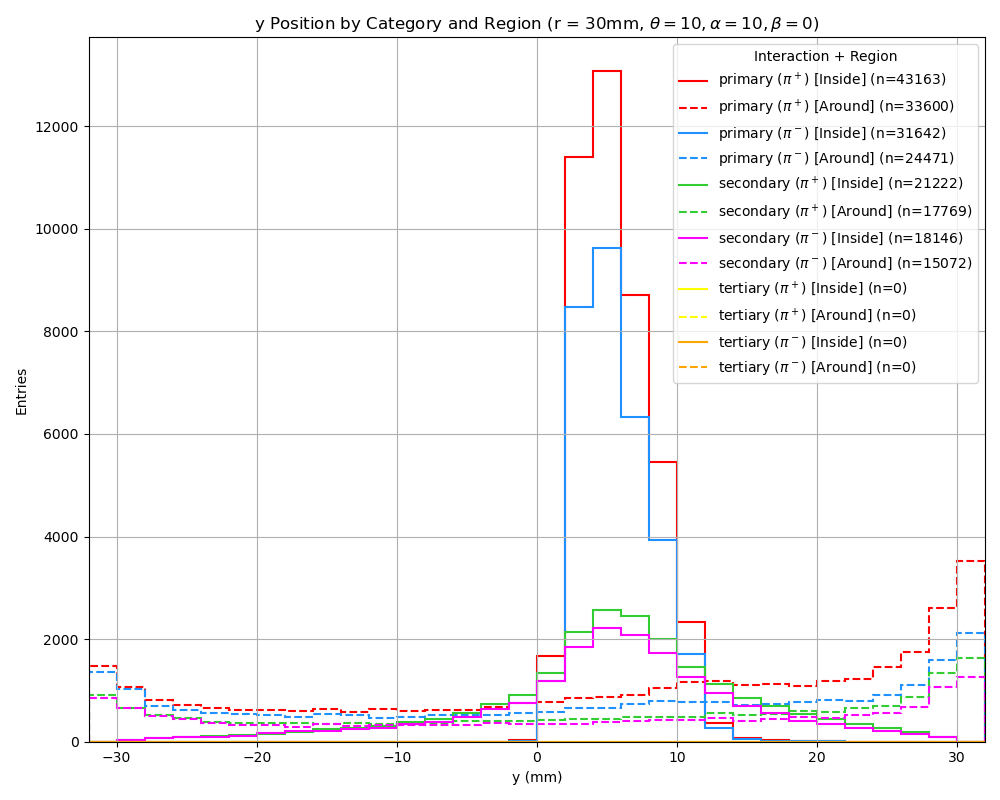 y Position by Category and Region (r = 30mm, θ = 10, α = 10, β = 0)
Interaction + Region
primary (π⁺) [Inside] (n=43163)
primary (π⁺) [Around] (n=33600)
primary (π⁻) [Inside] (n=31642)
primary (π⁻) [Around] (n=24471)
secondary (π⁺) [Inside] (n=21222)
secondary (π⁺) [Around] (n=17769)
secondary (π⁻) [Inside] (n=18146)
secondary (π⁻) [Around] (n=15072)
tertiary (π⁺) [Inside] (n=0)
tertiary (π⁺) [Around] (n=0)
tertiary (π⁻) [Inside] (n=0)
tertiary (π⁻) [Around] (n=0)
12000
10000
8000
6000
4000
2000
0
Entries
−30 −20 −10 0 10 20 30
y (mm)